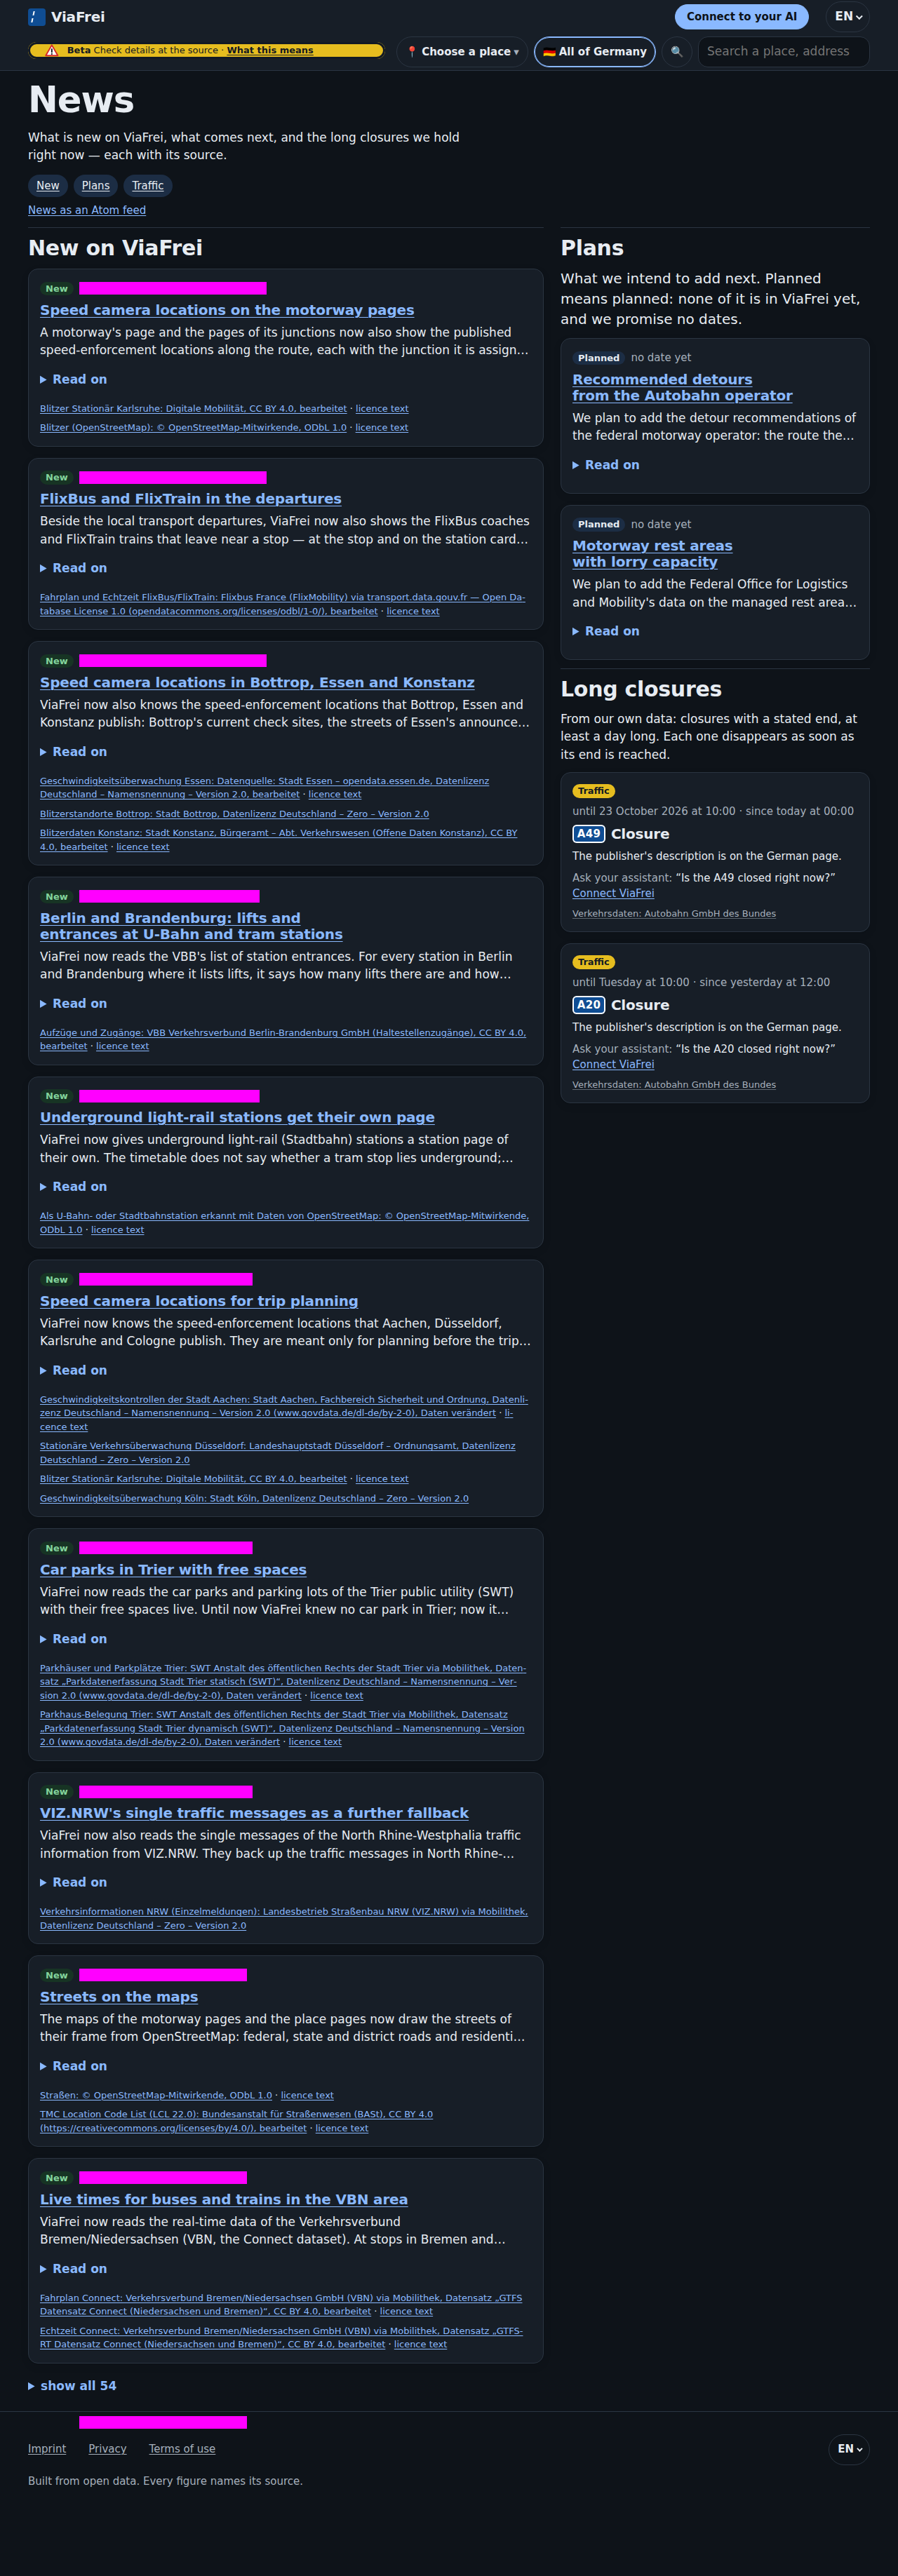 ViaFrei
Connect to your AI
EN
Beta Check details at the source · What this means
Choose a place ▾
All of Germany
Search a place, address
News
What is new on ViaFrei, what comes next, and the long closures we hold
right now — each with its source.
New
Plans
Traffic
News as an Atom feed
New on ViaFrei
New
Speed camera locations on the motorway pages
A motorway's page and the pages of its junctions now also show the published
speed-enforcement locations along the route, each with the junction it is assign…
Read on
Blitzer Stationär Karlsruhe: Digitale Mobilität, CC BY 4.0, bearbeitet · licence text
Blitzer (OpenStreetMap): © OpenStreetMap-Mitwirkende, ODbL 1.0 · licence text
New
FlixBus and FlixTrain in the departures
Beside the local transport departures, ViaFrei now also shows the FlixBus coaches
and FlixTrain trains that leave near a stop — at the stop and on the station card…
Read on
Fahrplan und Echtzeit FlixBus/FlixTrain: Flixbus France (FlixMobility) via transport.data.gouv.fr — Open Da-
tabase License 1.0 (opendatacommons.org/licenses/odbl/1-0/), bearbeitet · licence text
New
Speed camera locations in Bottrop, Essen and Konstanz
ViaFrei now also knows the speed-enforcement locations that Bottrop, Essen and
Konstanz publish: Bottrop's current check sites, the streets of Essen's announce…
Read on
Geschwindigkeitsüberwachung Essen: Datenquelle: Stadt Essen – opendata.essen.de, Datenlizenz
Deutschland – Namensnennung – Version 2.0, bearbeitet · licence text
Blitzerstandorte Bottrop: Stadt Bottrop, Datenlizenz Deutschland – Zero – Version 2.0
Blitzerdaten Konstanz: Stadt Konstanz, Bürgeramt – Abt. Verkehrswesen (Offene Daten Konstanz), CC BY
4.0, bearbeitet · licence text
New
Berlin and Brandenburg: lifts and
entrances at U-Bahn and tram stations
ViaFrei now reads the VBB's list of station entrances. For every station in Berlin
and Brandenburg where it lists lifts, it says how many lifts there are and how…
Read on
Aufzüge und Zugänge: VBB Verkehrsverbund Berlin-Brandenburg GmbH (Haltestellenzugänge), CC BY 4.0,
bearbeitet · licence text
New
Underground light-rail stations get their own page
ViaFrei now gives underground light-rail (Stadtbahn) stations a station page of
their own. The timetable does not say whether a tram stop lies underground;…
Read on
Als U-Bahn- oder Stadtbahnstation erkannt mit Daten von OpenStreetMap: © OpenStreetMap-Mitwirkende,
ODbL 1.0 · licence text
New
Speed camera locations for trip planning
ViaFrei now knows the speed-enforcement locations that Aachen, Düsseldorf,
Karlsruhe and Cologne publish. They are meant only for planning before the trip…
Read on
Geschwindigkeitskontrollen der Stadt Aachen: Stadt Aachen, Fachbereich Sicherheit und Ordnung, Datenli-
zenz Deutschland – Namensnennung – Version 2.0 (www.govdata.de/dl-de/by-2-0), Daten verändert · li-
cence text
Stationäre Verkehrsüberwachung Düsseldorf: Landeshauptstadt Düsseldorf – Ordnungsamt, Datenlizenz
Deutschland – Zero – Version 2.0
Blitzer Stationär Karlsruhe: Digitale Mobilität, CC BY 4.0, bearbeitet · licence text
Geschwindigkeitsüberwachung Köln: Stadt Köln, Datenlizenz Deutschland – Zero – Version 2.0
New
Car parks in Trier with free spaces
ViaFrei now reads the car parks and parking lots of the Trier public utility (SWT)
with their free spaces live. Until now ViaFrei knew no car park in Trier; now it…
Read on
Parkhäuser und Parkplätze Trier: SWT Anstalt des öffentlichen Rechts der Stadt Trier via Mobilithek, Daten-
satz „Parkdatenerfassung Stadt Trier statisch (SWT)“, Datenlizenz Deutschland – Namensnennung – Ver-
sion 2.0 (www.govdata.de/dl-de/by-2-0), Daten verändert · licence text
Parkhaus-Belegung Trier: SWT Anstalt des öffentlichen Rechts der Stadt Trier via Mobilithek, Datensatz
„Parkdatenerfassung Stadt Trier dynamisch (SWT)“, Datenlizenz Deutschland – Namensnennung – Version
2.0 (www.govdata.de/dl-de/by-2-0), Daten verändert · licence text
New
VIZ.NRW's single traffic messages as a further fallback
ViaFrei now also reads the single messages of the North Rhine-Westphalia traffic
information from VIZ.NRW. They back up the traffic messages in North Rhine-…
Read on
Verkehrsinformationen NRW (Einzelmeldungen): Landesbetrieb Straßenbau NRW (VIZ.NRW) via Mobilithek,
Datenlizenz Deutschland – Zero – Version 2.0
New
Streets on the maps
The maps of the motorway pages and the place pages now draw the streets of
their frame from OpenStreetMap: federal, state and district roads and residenti…
Read on
Straßen: © OpenStreetMap-Mitwirkende, ODbL 1.0 · licence text
TMC Location Code List (LCL 22.0): Bundesanstalt für Straßenwesen (BASt), CC BY 4.0
(https://creativecommons.org/licenses/by/4.0/), bearbeitet · licence text
New
Live times for buses and trains in the VBN area
ViaFrei now reads the real-time data of the Verkehrsverbund
Bremen/Niedersachsen (VBN, the Connect dataset). At stops in Bremen and…
Read on
Fahrplan Connect: Verkehrsverbund Bremen/Niedersachsen GmbH (VBN) via Mobilithek, Datensatz „GTFS
Datensatz Connect (Niedersachsen und Bremen)“, CC BY 4.0, bearbeitet · licence text
Echtzeit Connect: Verkehrsverbund Bremen/Niedersachsen GmbH (VBN) via Mobilithek, Datensatz „GTFS-
RT Datensatz Connect (Niedersachsen und Bremen)“, CC BY 4.0, bearbeitet · licence text
show all 54
Plans
What we intend to add next. Planned
means planned: none of it is in ViaFrei yet,
and we promise no dates.
Planned no date yet
Recommended detours
from the Autobahn operator
We plan to add the detour recommendations of
the federal motorway operator: the route the…
Read on
Planned no date yet
Motorway rest areas
with lorry capacity
We plan to add the Federal Office for Logistics
and Mobility's data on the managed rest area…
Read on
Long closures
From our own data: closures with a stated end, at
least a day long. Each one disappears as soon as
its end is reached.
Traffic
until 23 October 2026 at 10:00 · since today at 00:00
A49 Closure
The publisher's description is on the German page.
Ask your assistant: “Is the A49 closed right now?”
Connect ViaFrei
Verkehrsdaten: Autobahn GmbH des Bundes
Traffic
until Tuesday at 10:00 · since yesterday at 12:00
A20 Closure
The publisher's description is on the German page.
Ask your assistant: “Is the A20 closed right now?”
Connect ViaFrei
Verkehrsdaten: Autobahn GmbH des Bundes
Imprint
Privacy
Terms of use
EN
Built from open data. Every figure names its source.